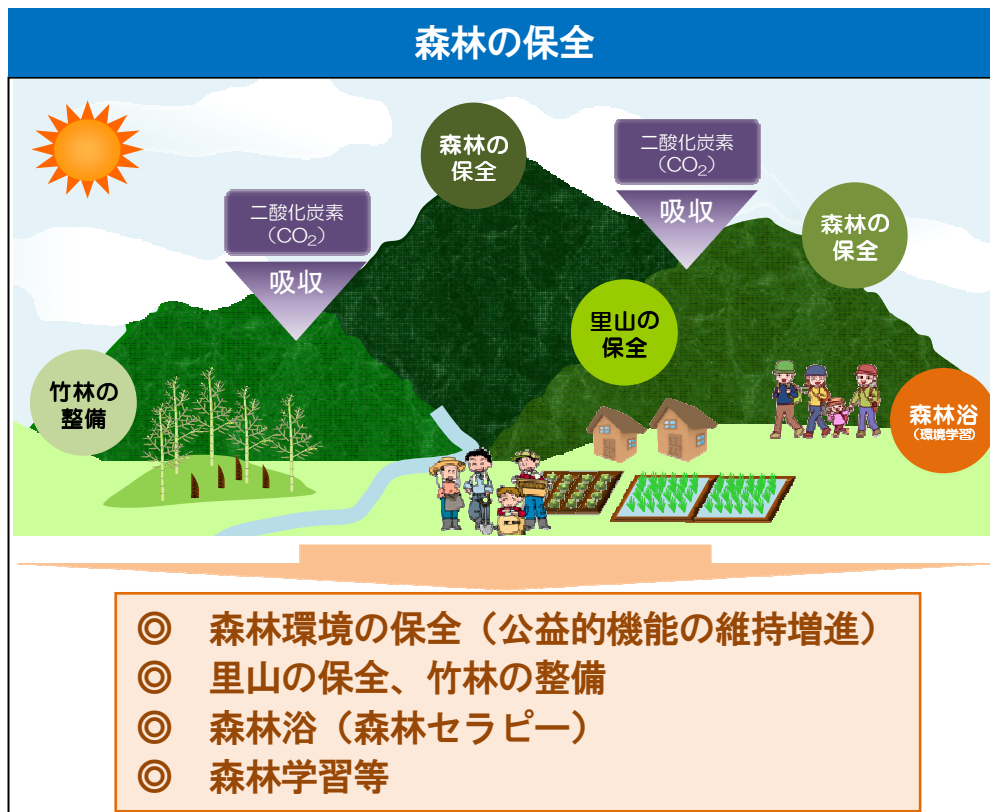 森林の保全
森林の
保全
二酸化炭素
(CO₂)
吸収
二酸化炭素
(CO₂)
吸収
森林の
保全
里山の
保全
竹林の
整備
森林浴
(環境学習)
◎ 森林環境の保全（公益的機能の維持増進）
◎ 里山の保全、竹林の整備
◎ 森林浴（森林セラピー）
◎ 森林学習等